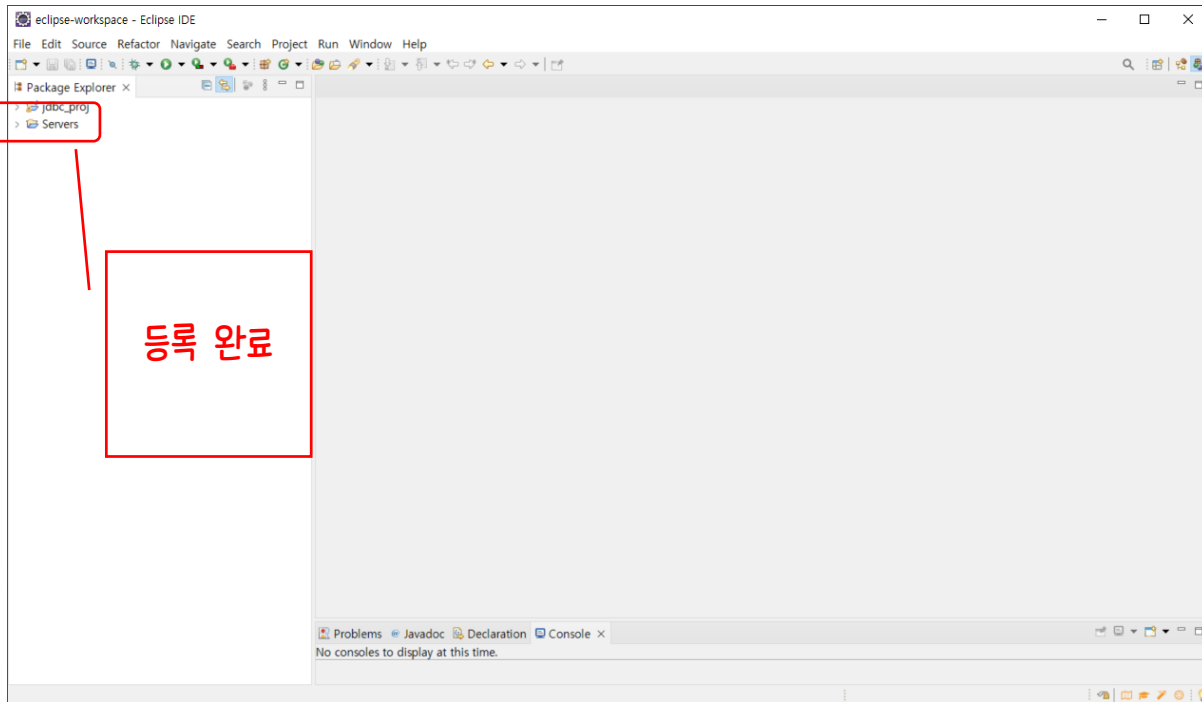 eclipse-workspace - Eclipse IDE
File Edit Source Refactor Navigate Search Project Run Window Help
Package Explorer
jdbc_proj
Servers
등록 완료
Problems Javadoc Declaration Console
No consoles to display at this time.